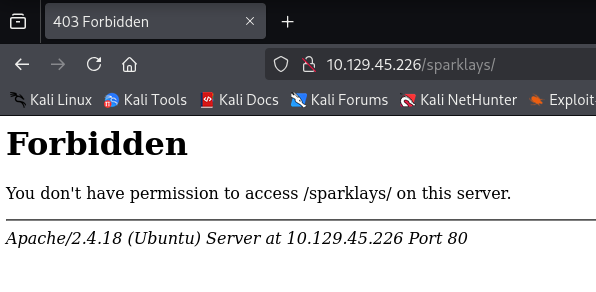 403 Forbidden
10.129.45.226/sparklays/
Kali Linux Kali Tools Kali Docs Kali Forums Kali NetHunter Exploit-
Forbidden
You don't have permission to access /sparklays/ on this server.
Apache/2.4.18 (Ubuntu) Server at 10.129.45.226 Port 80